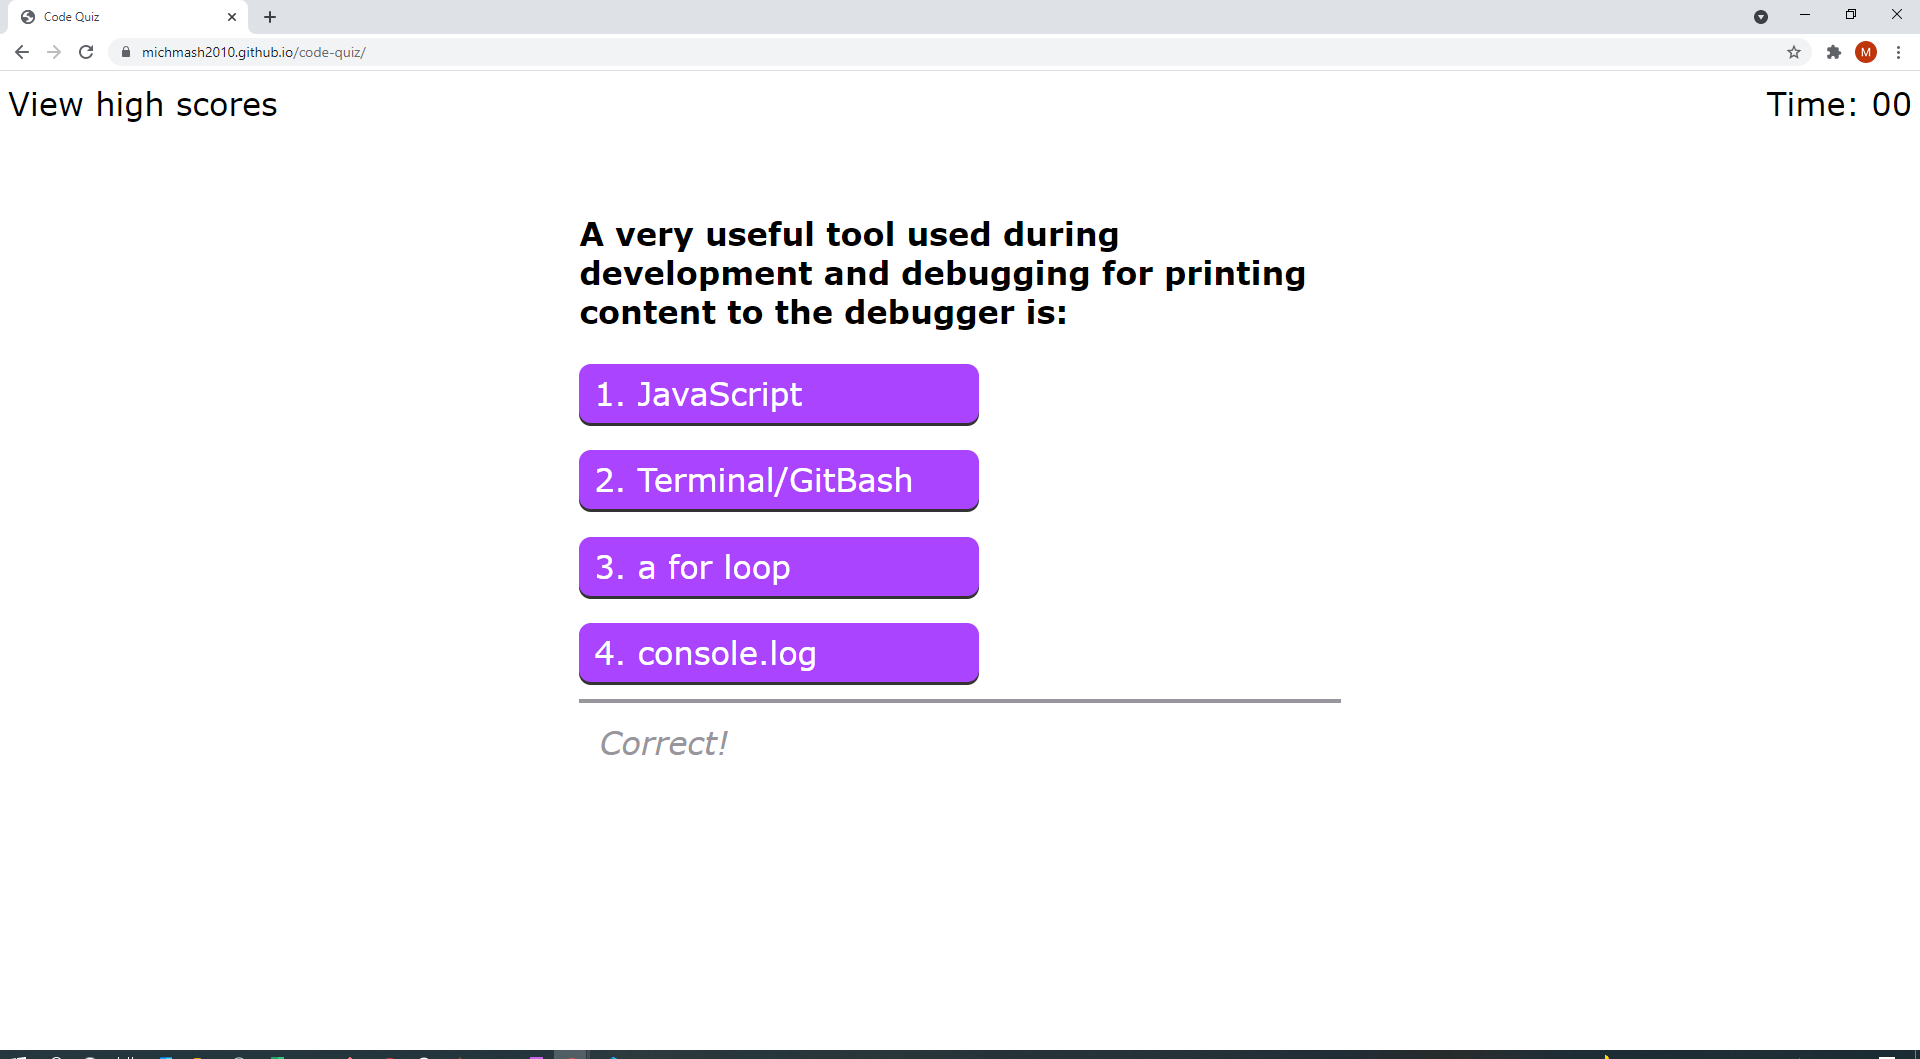 Code Quiz
michmash2010.github.io/code-quiz/
M
View high scores
Time: 00
A very useful tool used during
development and debugging for printing
content to the debugger is:
1. JavaScript
2. Terminal/GitBash
3. a for loop
4. console.log
Correct!